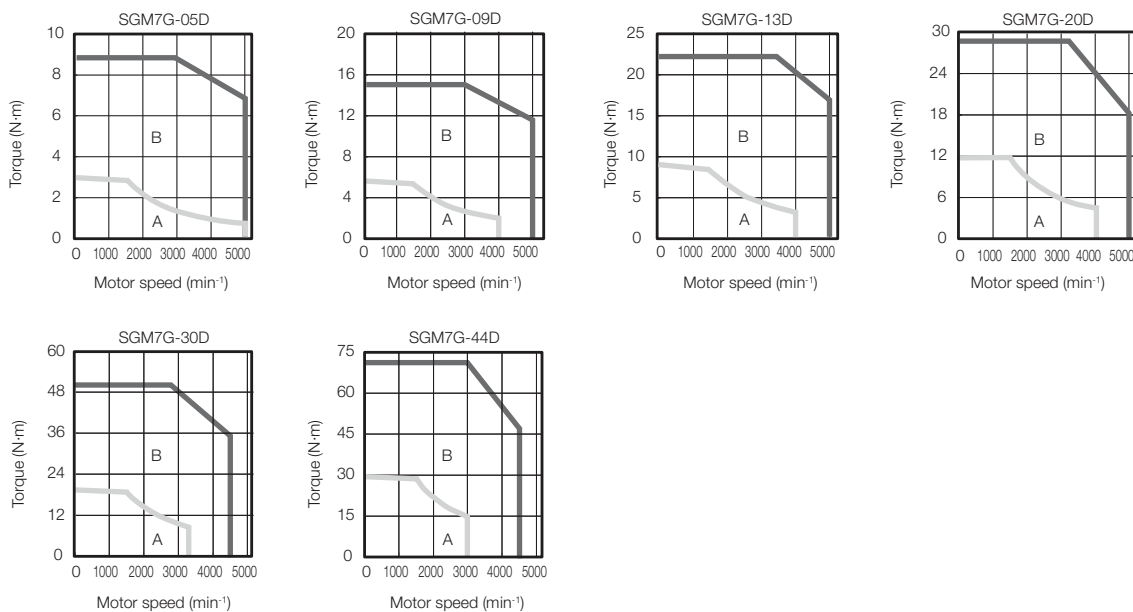 SGM7G-05D
10
8
6
4
2
0
Torque (N·m)
B
A
0 1000 2000 3000 4000 5000
Motor speed (min-1)
SGM7G-09D
20
16
12
8
4
0
Torque (N·m)
B
A
0 1000 2000 3000 4000 5000
Motor speed (min-1)
SGM7G-13D
25
20
15
10
5
0
Torque (N·m)
B
A
0 1000 2000 3000 4000 5000
Motor speed (min-1)
SGM7G-20D
30
24
18
12
6
0
Torque (N·m)
B
A
0 1000 2000 3000 4000 5000
Motor speed (min-1)
SGM7G-30D
60
48
36
24
12
0
Torque (N·m)
B
A
0 1000 2000 3000 4000 5000
Motor speed (min-1)
SGM7G-44D
75
60
45
30
15
0
Torque (N·m)
B
A
0 1000 2000 3000 4000 5000
Motor speed (min-1)